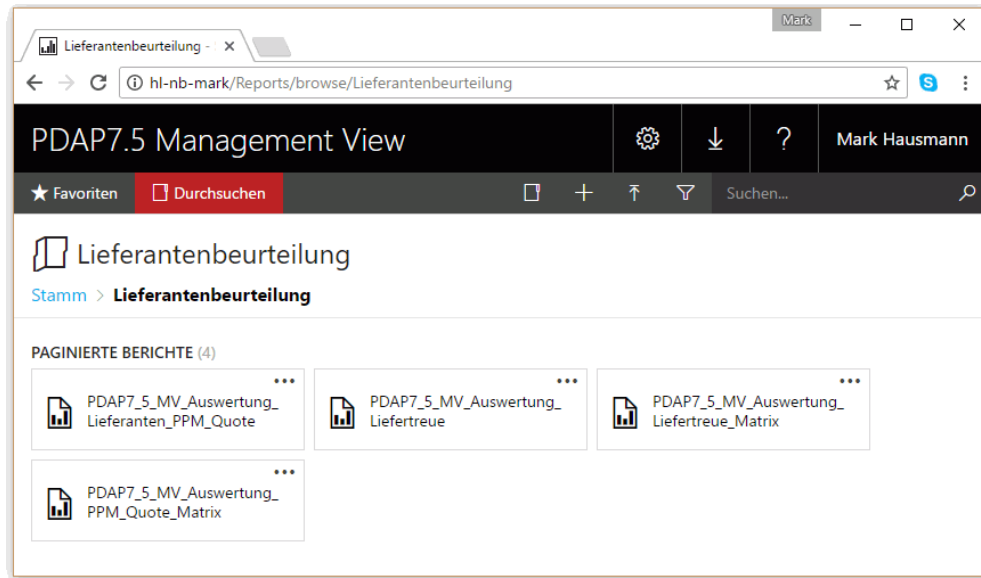 Mark
Lieferantenbeurteilung -
hl-nb-mark/Reports/browse/Lieferantenbeurteilung
PDAP7.5 Management View
? Mark Hausmann
Favoriten Durchsuchen Suchen...
Lieferantenbeurteilung
Stamm > Lieferantenbeurteilung
PAGINIERTE BERICHTE (4)
PDAP7_5_MV_Auswertung_
Lieferanten_PPM_Quote
PDAP7_5_MV_Auswertung_
Liefertreue
PDAP7_5_MV_Auswertung_
Liefertreue_Matrix
PDAP7_5_MV_Auswertung_
PPM_Quote_Matrix